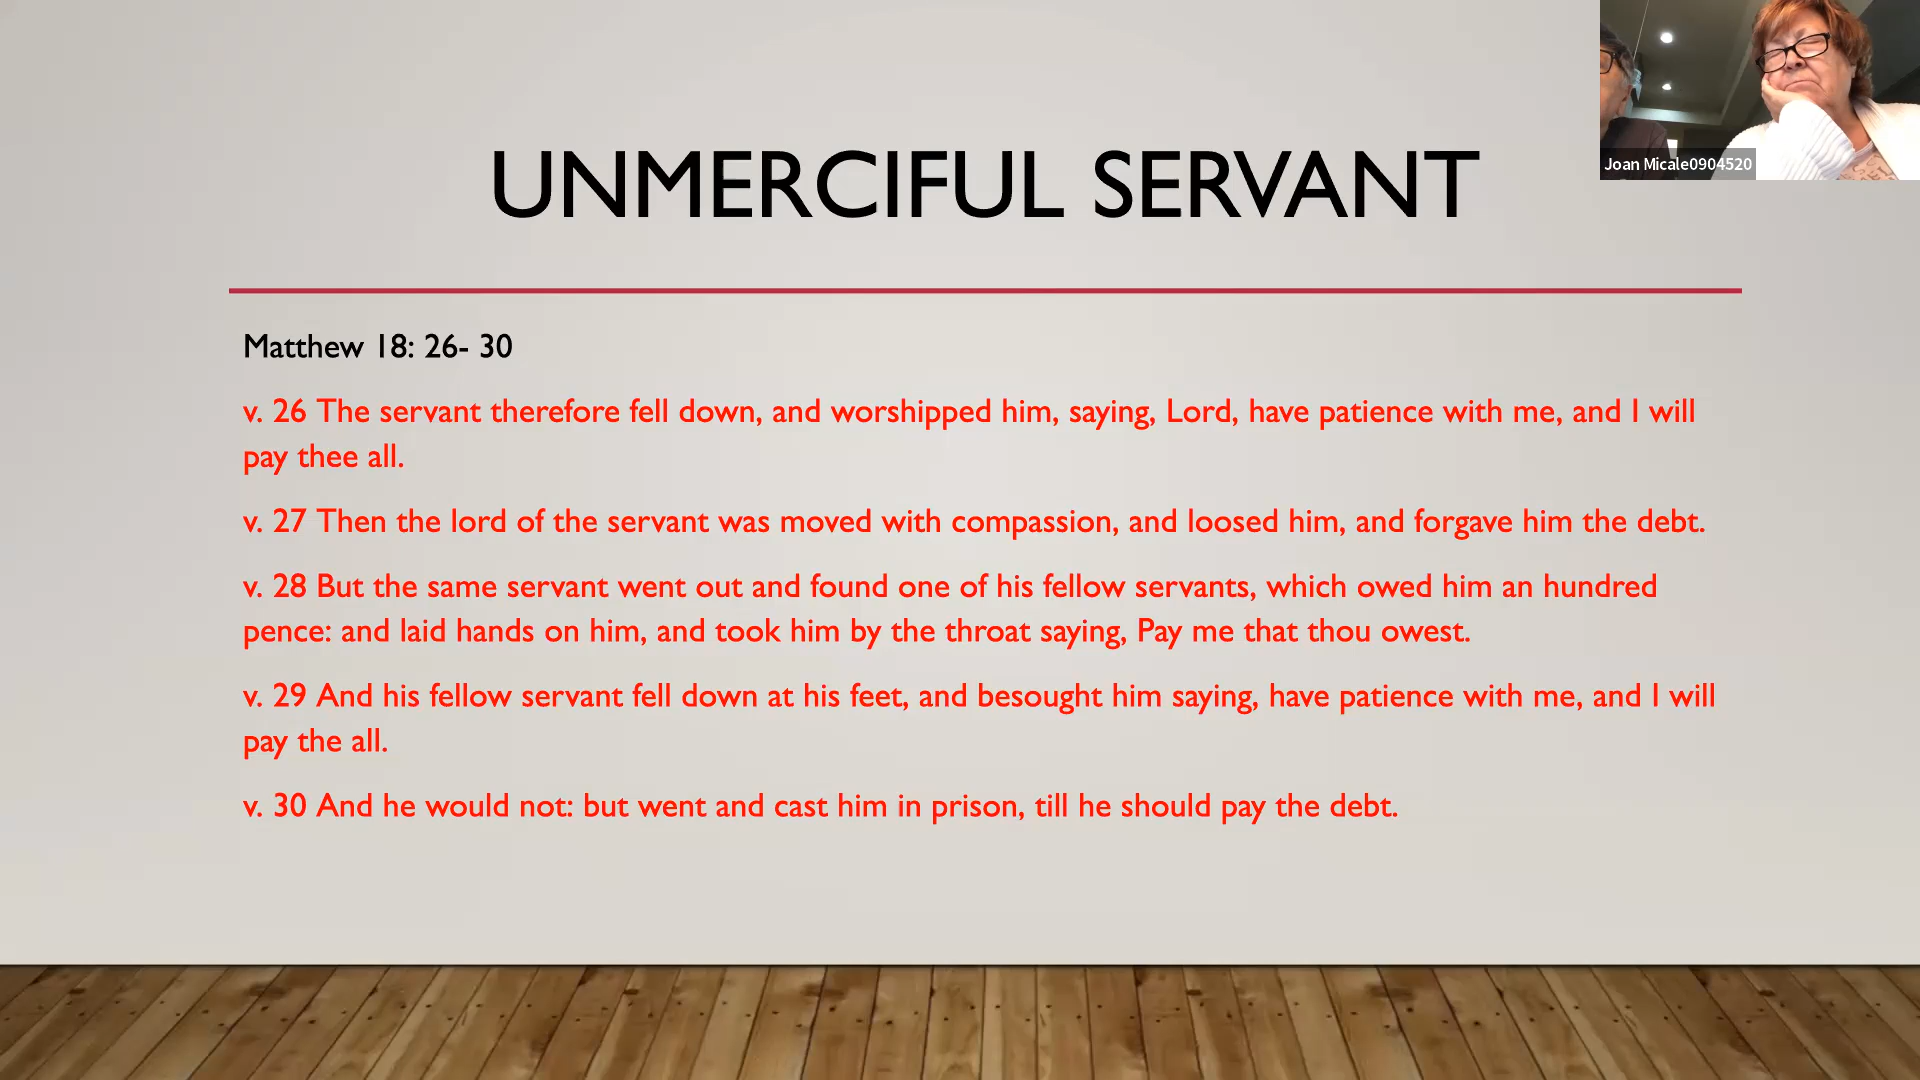 UNMERCIFUL SERVANT
Joan Micale0904520
Matthew 18: 26- 30
v. 26 The servant therefore fell down, and worshipped him, saying, Lord, have patience with me, and I will
pay thee all.
v. 27 Then the lord of the servant was moved with compassion, and loosed him, and forgave him the debt.
v. 28 But the same servant went out and found one of his fellow servants, which owed him an hundred
pence: and laid hands on him, and took him by the throat saying, Pay me that thou owest.
v. 29 And his fellow servant fell down at his feet, and besought him saying, have patience with me, and I will
pay the all.
v. 30 And he would not: but went and cast him in prison, till he should pay the debt.